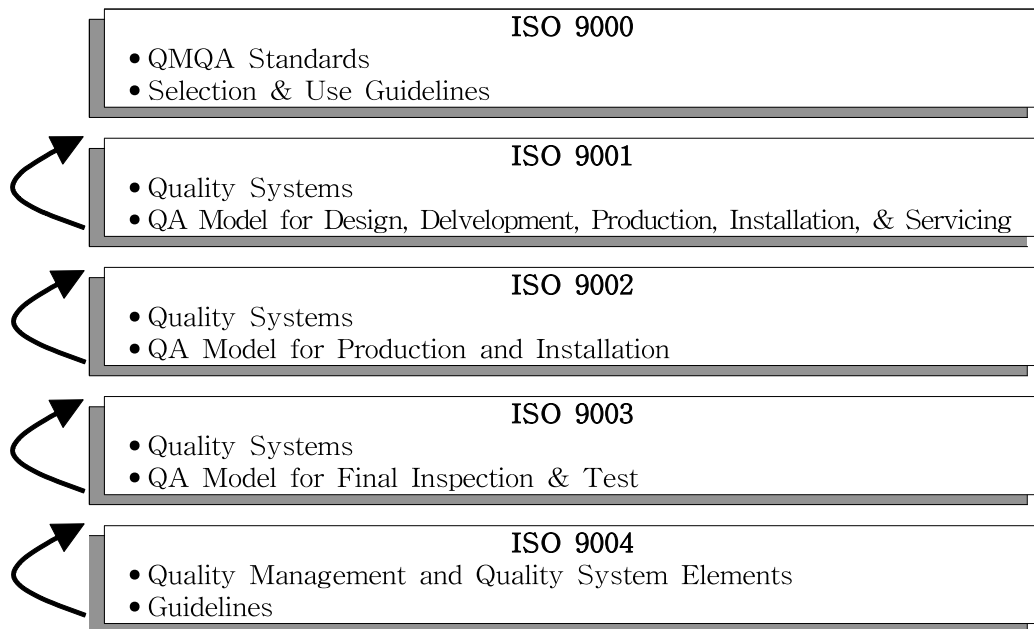 ISO 9000
• QMQA Standards
• Selection & Use Guidelines
ISO 9001
• Quality Systems
• QA Model for Design, Delvelopment, Production, Installation, & Servicing
ISO 9002
• Quality Systems
• QA Model for Production and Installation
ISO 9003
• Quality Systems
• QA Model for Final Inspection & Test
ISO 9004
• Quality Management and Quality System Elements
• Guidelines